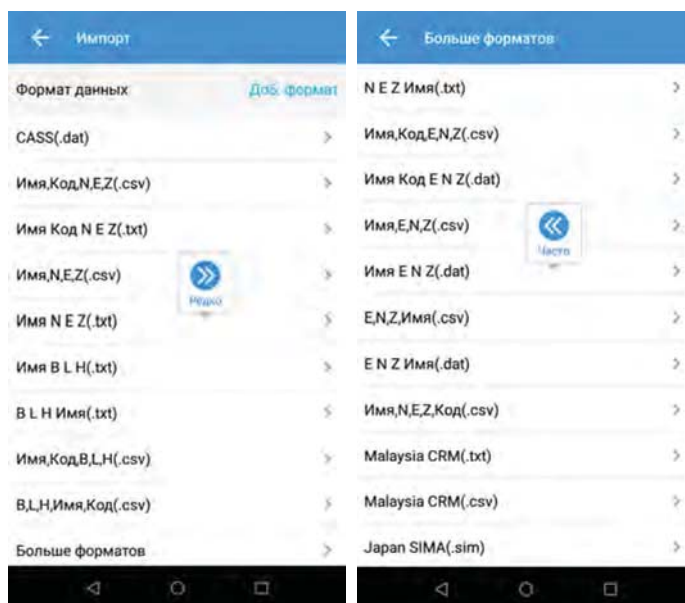 Импорт
Формат данных
Доб. формат
CASS(.dat)
Имя,Код,N,E,Z(.csv)
Имя Код N E Z(.txt)
Имя,N,E,Z(.csv)
Редко
Имя N E Z(.txt)
Имя B L H(.txt)
B L H Имя(.txt)
Имя,Код,B,L,H(.csv)
B,L,H,Имя,Код(.csv)
Больше форматов
Больше форматов
N E Z Имя(.txt)
Имя,Код,E,N,Z(.csv)
Имя Код E N Z(.dat)
Имя,E,N,Z(.csv)
Часто
Имя E N Z(.dat)
E,N,Z,Имя(.csv)
E N Z Имя(.dat)
Имя,N,E,Z,Код(.csv)
Malaysia CRM(.txt)
Malaysia CRM(.csv)
Japan SIMA(.sim)